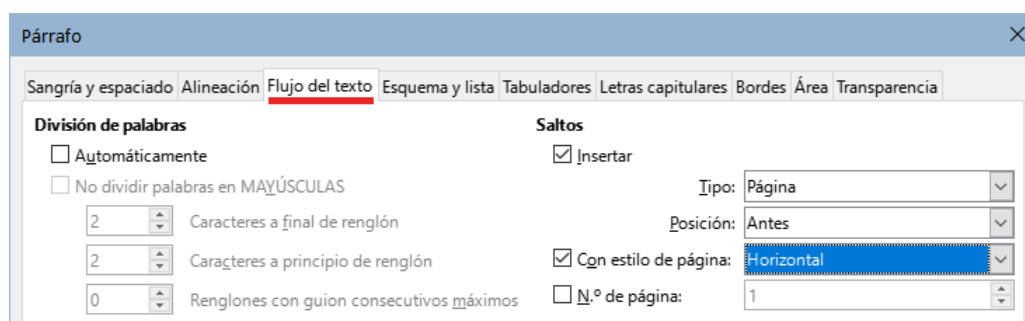 Párrafo
Sangría y espaciado Alineación Flujo del texto Esquema y lista Tabuladores Letras capitulares Bordes Área Transparencia
División de palabras
Automáticamente
No dividir palabras en MAYÚSCULAS
2 Caracteres a final de renglón
2 Caracteres a principio de renglón
0 Renglones con guion consecutivos máximos
Saltos
Insertar
Tipo: Página
Posición: Antes
Con estilo de página: Horizontal
N.º de página: 1